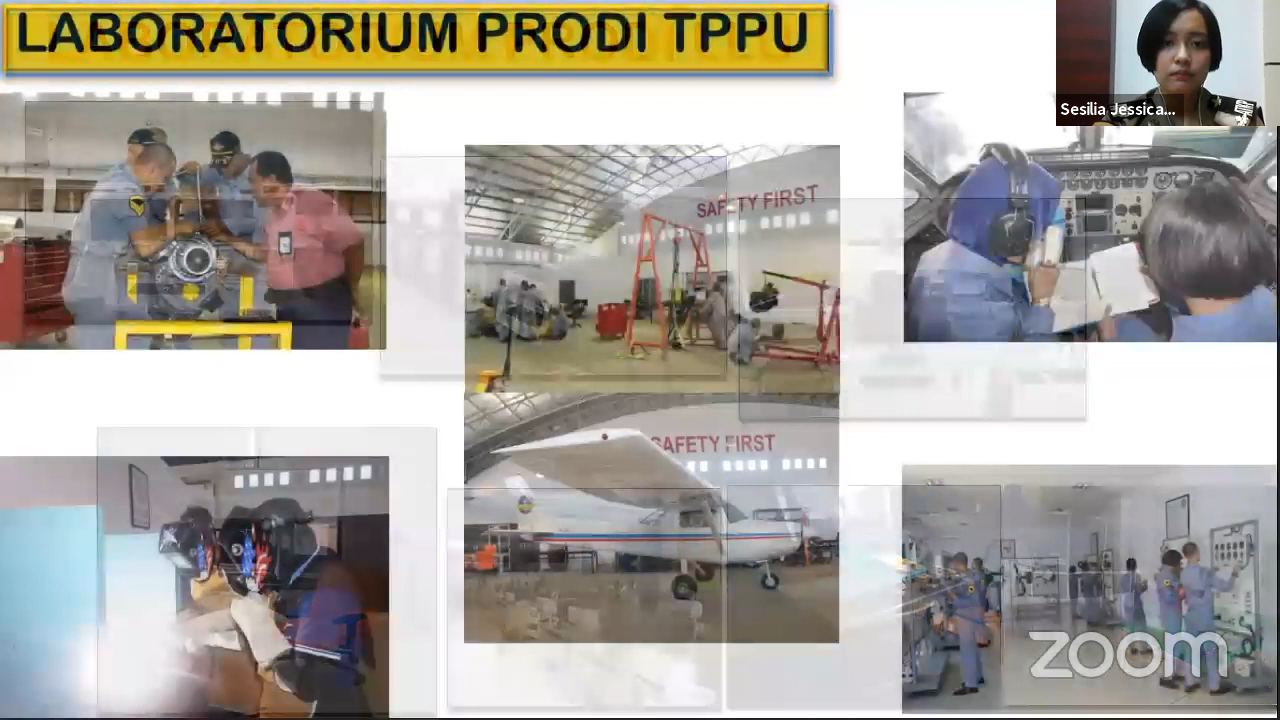 LABORATORIUM PRODI TPPU
Sesilia Jessica...
SAFETY FIRST
SAFETY FIRST
zoom